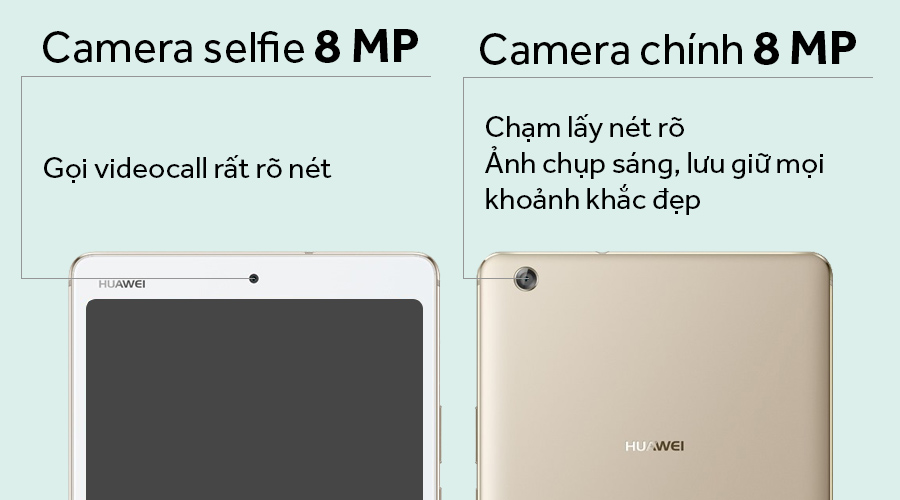 Camera selfie 8 MP
Gọi videocall rất rõ nét
HUAWEI
Camera chính 8 MP
Chạm lấy nét rõ
Ảnh chụp sáng, lưu giữ mọi
khoảnh khắc đẹp
HUAWEI